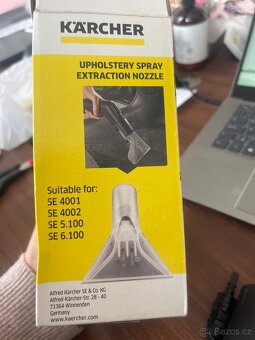 KÄRCHER
UPHOLSTERY SPRAY
EXTRACTION NOZZLE
Suitable for:
SE 4001
SE 4002
SE 5.100
SE 6.100
Alfred Kärcher SE & Co. KG
Alfred-Kärcher-Str. 28 - 40
71364 Winnenden
Germany
www.kaercher.com
sbazar.cz